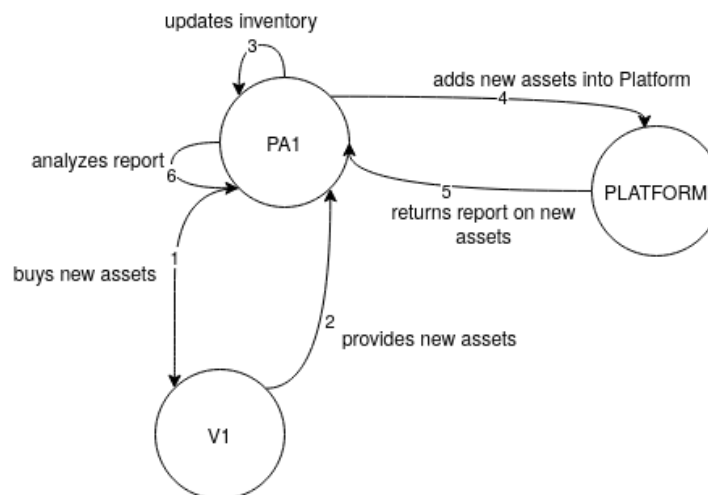 updates inventory
3
adds new assets into Platform
4
PA1
analyzes report
6
PLATFORM
5
returns report on new
assets
1
buys new assets
2
provides new assets
V1